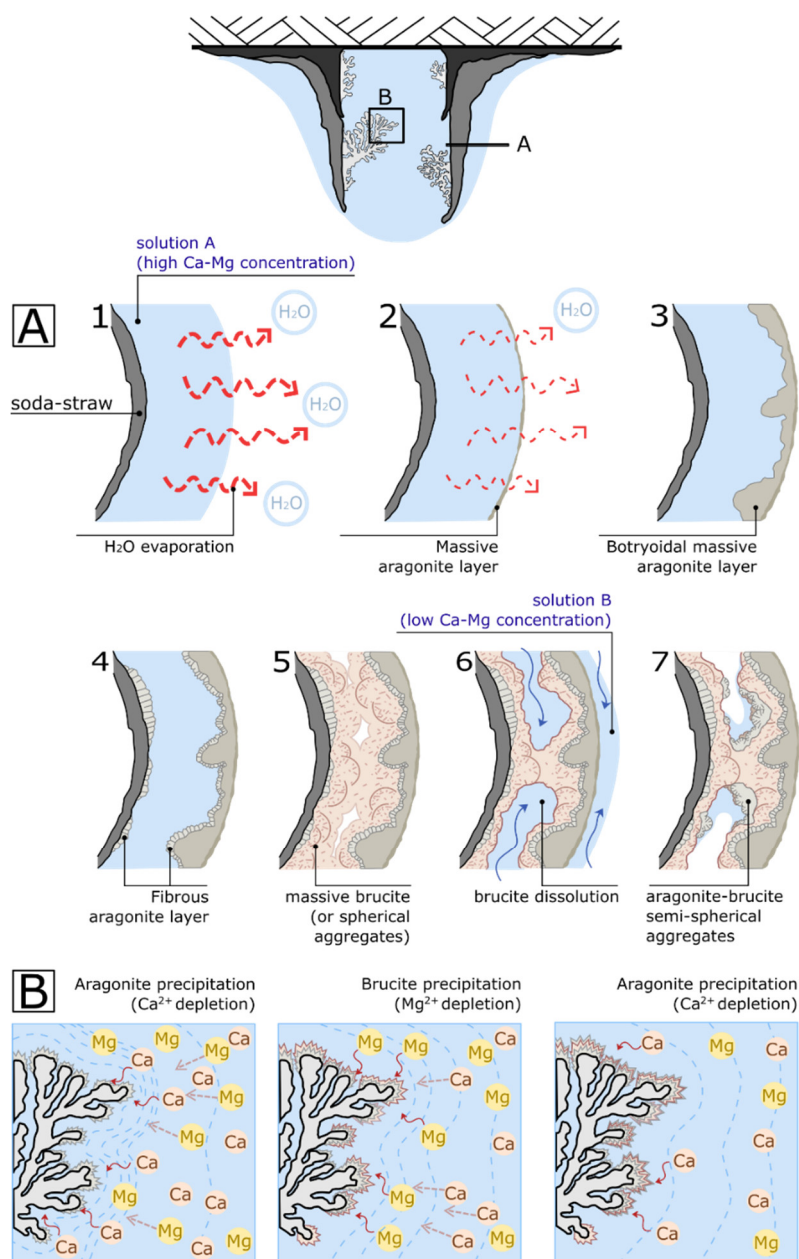 B
A
solution A
(high Ca-Mg concentration)
A
1
H₂O
H₂O
H₂O
2
H₂O
3
soda-straw
H₂O evaporation
Massive
aragonite layer
Botryoidal massive
aragonite layer
solution B
(low Ca-Mg concentration)
4
5
6
7
Fibrous
aragonite layer
massive brucite
(or spherical
aggregates)
brucite dissolution
aragonite-brucite
semi-spherical
aggregates
B
Aragonite precipitation
(Ca²⁺ depletion)
Brucite precipitation
(Mg²⁺ depletion)
Aragonite precipitation
(Ca²⁺ depletion)
Mg
Mg
Ca
Ca
Ca
Mg
Mg
Ca
Ca
Mg
Ca
Ca
Ca
Ca
Mg
Mg
Mg
Mg
Ca
Ca
Mg
Mg
Ca
Mg
Ca
Ca
Ca
Mg
Mg
Ca
Mg
Ca
Mg
Ca
Ca
Mg
Ca